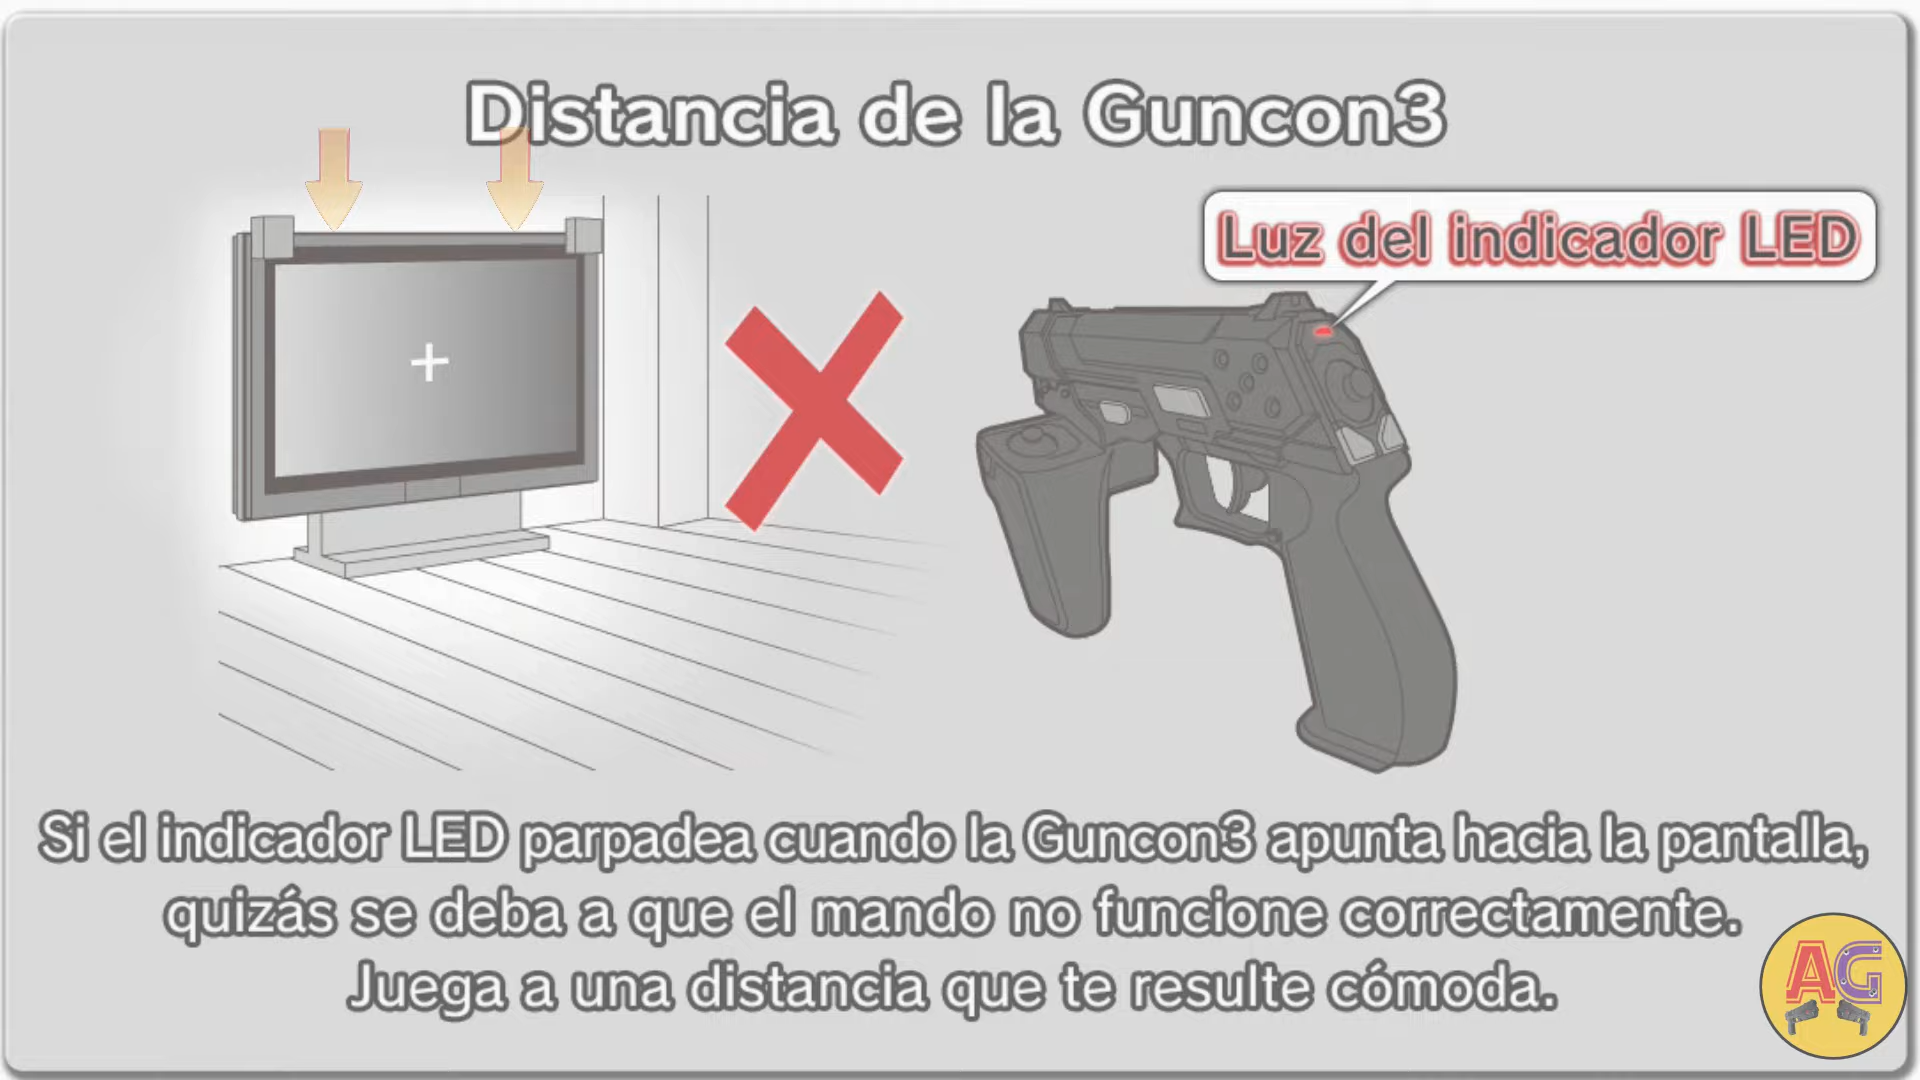 Distancia de la Guncon3
Luz del indicador LED
Si el indicador LED parpadea cuando la Guncon3 apunta hacia la pantalla,
quizás se deba a que el mando no funcione correctamente.
Juega a una distancia que te resulte cómoda.
AG